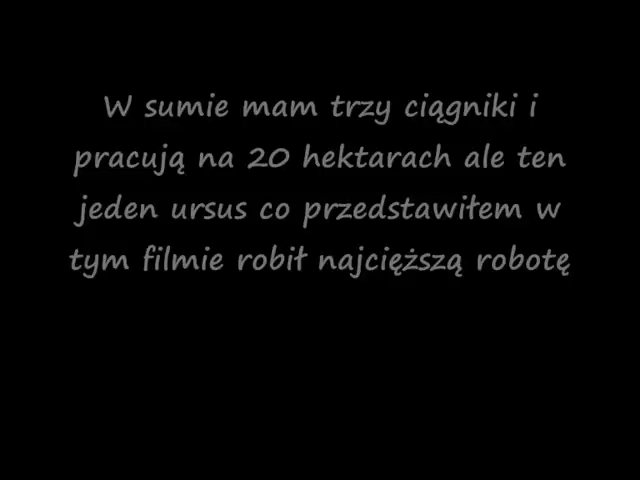 W sumie mam trzy ciągniki i
pracują na 20 hektarach ale ten
jeden ursus co przedstawiłem w
tym filmie robił najcięższą robotę